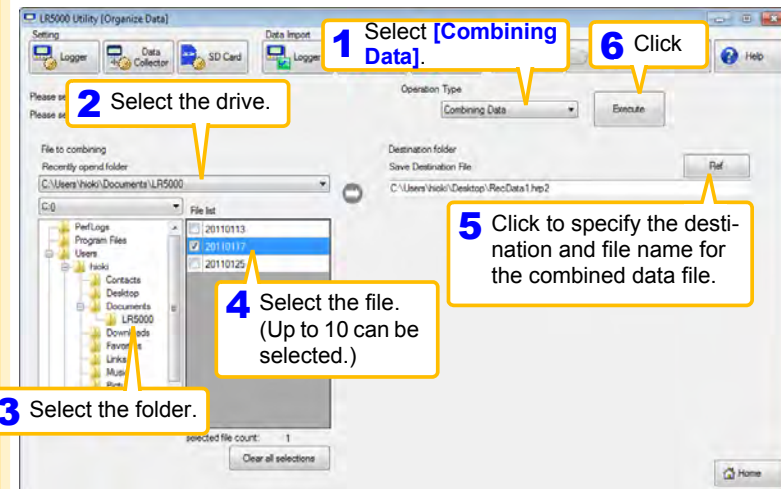 LR5000 Utility [Organize Data]
Setting
Data Import
Logger
Data
Collector
SD Card
Logger
Help
1 Select [Combining
Data].
6 Click
Please se
Please se
2 Select the drive.
Operation Type
Combining Data
Execute
File to combining
Recently opend folder
C:\Users\hioki\Documents\LR5000
Destination folder
Save Destination File
Ref
C:\Users\hioki\Desktop\RecData1.hrp2
C:\
File list
PerfLogs
Program Files
Users
hioki
Contacts
Desktop
Documents
LR5000
Downloads
Favorites
Links
20110113
20110117
20110125
5 Click to specify the desti-
nation and file name for
the combined data file.
4 Select the file.
(Up to 10 can be
selected.)
3 Select the folder.
selected file count: 1
Clear all selections
Home